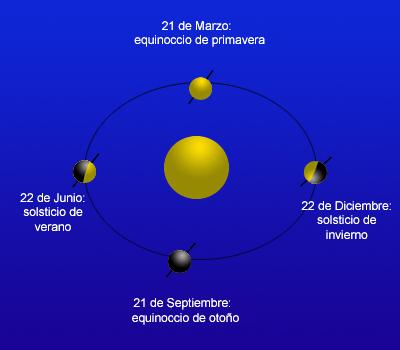 21 de Marzo:
equinoccio de primavera
22 de Junio:
solsticio de
verano
22 de Diciembre:
solsticio de
invierno
21 de Septiembre:
equinoccio de otoño